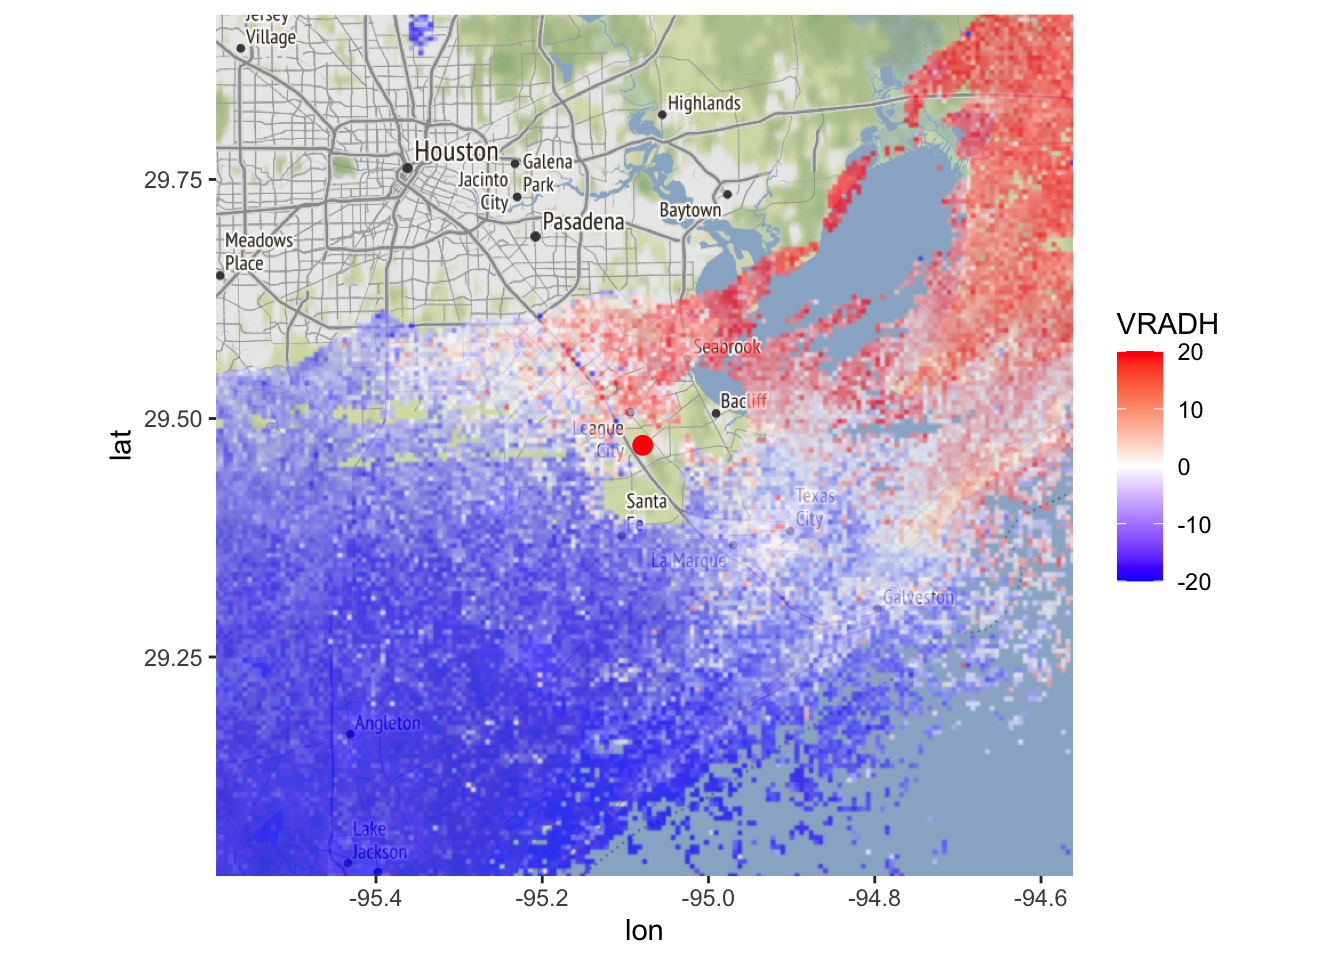 Jersey
Village
Highlands
Houston
Galena
Park
Jacinto
City
Baytown
Pasadena
Meadows
Place
Seabrook
Bacliff
League
City
Santa
Fe
Texas
City
La Marque
Galveston
Angleton
Lake
Jackson
29.75
29.50
29.25
lat
-95.4
-95.2
-95.0
-94.8
-94.6
lon
VRADH
20
10
0
-10
-20